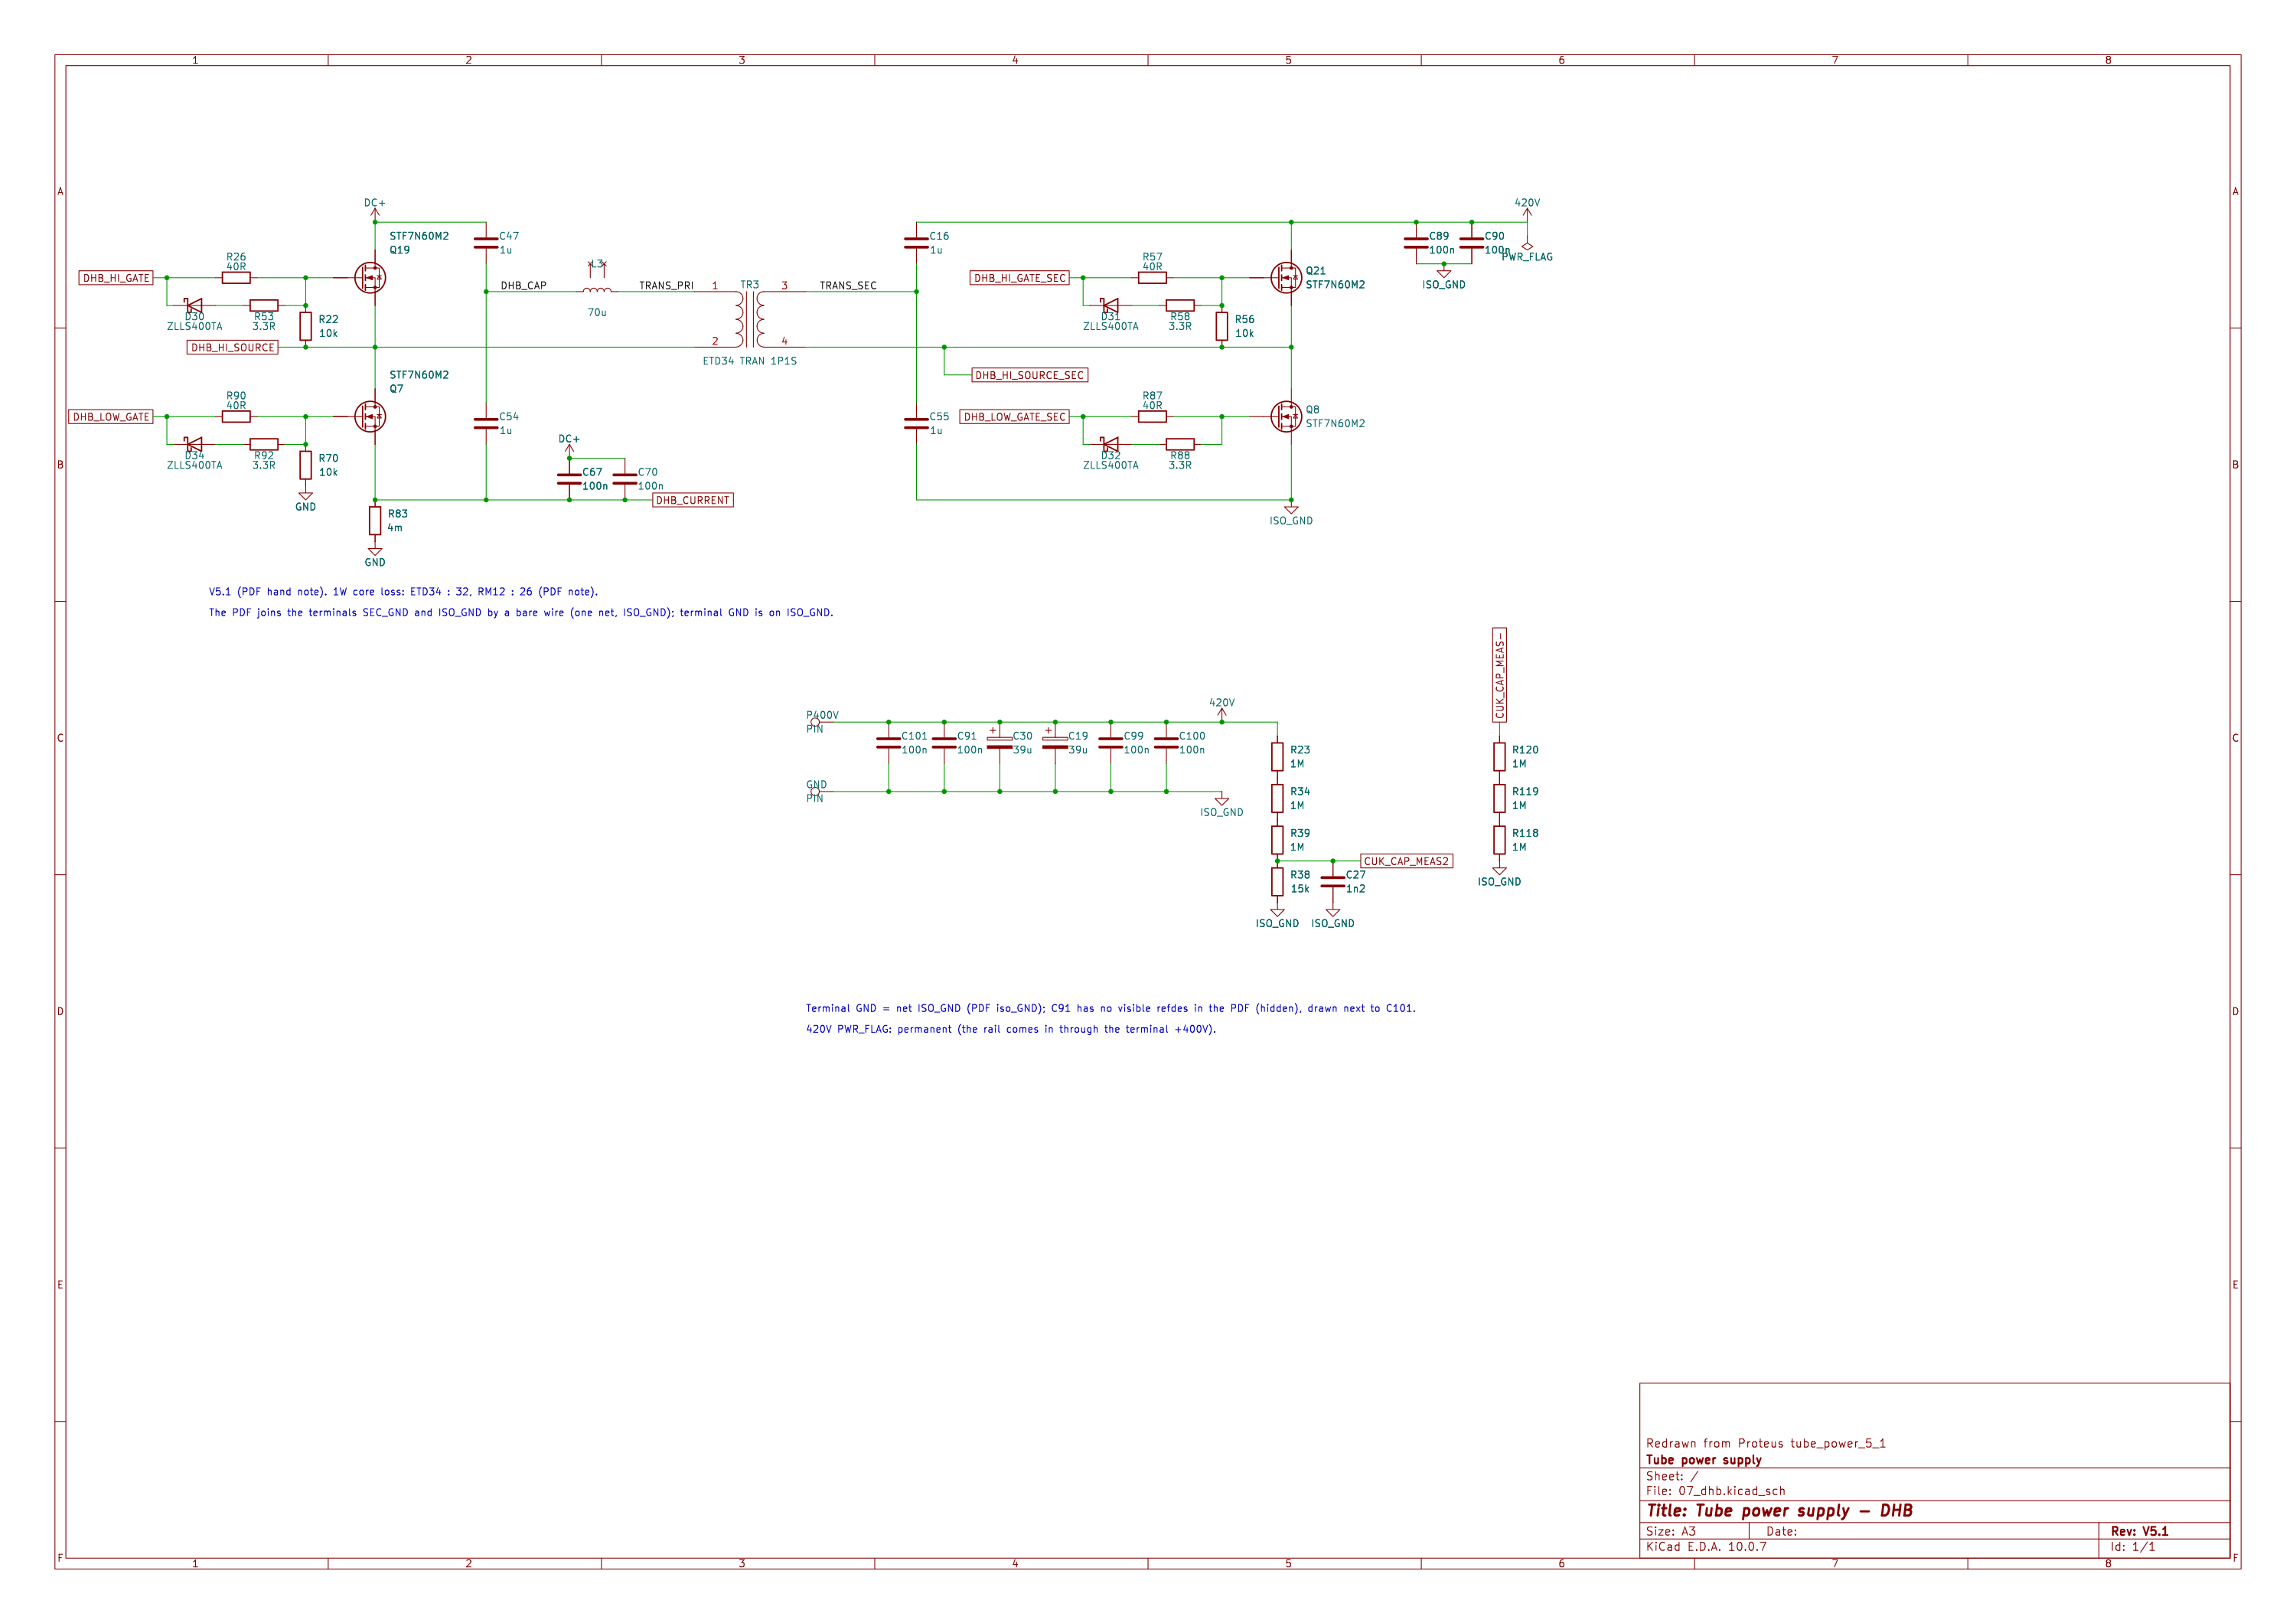 1 2 3 4 5 6 7 8
A A
DC+
STF7N60M2
Q19
C47
1u
R26
40R
DHB_HI_GATE
D30
ZLLS400TA
R53
3.3R
R22
10k
DHB_HI_SOURCE
L3
70u
DHB_CAP
TRANS_PRI
TR3
1
2
3
4
ETD34 TRAN 1P1S
TRANS_SEC
C16
1u
DHB_HI_GATE_SEC
R57
40R
D31
ZLLS400TA
R58
3.3R
R56
10k
Q21
STF7N60M2
C89
100n
C90
100n
420V
PWR_FLAG
ISO_GND
DHB_HI_SOURCE_SEC
STF7N60M2
Q7
R90
40R
DHB_LOW_GATE
D34
ZLLS400TA
R92
3.3R
R70
10k
GND
C54
1u
DC+
C67
100n
C70
100n
DHB_CURRENT
R83
4m
GND
C55
1u
DHB_LOW_GATE_SEC
R87
40R
D32
ZLLS400TA
R88
3.3R
Q8
STF7N60M2
ISO_GND
B B
V5.1 (PDF hand note). 1W core loss: ETD34 : 32, RM12 : 26 (PDF note).
The PDF joins the terminals SEC_GND and ISO_GND by a bare wire (one net, ISO_GND); terminal GND is on ISO_GND.
C C
P400V
PIN
GND
PIN
C101
100n
C91
100n
C30
39u
C19
39u
C99
100n
C100
100n
420V
ISO_GND
R23
1M
R34
1M
R39
1M
R38
15k
ISO_GND
C27
1n2
ISO_GND
CUK_CAP_MEAS2
CUK_CAP_MEAS-
R120
1M
R119
1M
R118
1M
ISO_GND
D D
Terminal GND = net ISO_GND (PDF iso_GND); C91 has no visible refdes in the PDF (hidden), drawn next to C101.
420V PWR_FLAG: permanent (the rail comes in through the terminal +400V).
E E
Redrawn from Proteus tube_power_5_1
Tube power supply
Sheet: /
File: 07_dhb.kicad_sch
Title: Tube power supply – DHB
Size: A3 Date: Rev: V5.1
KiCad E.D.A. 10.0.7 Id: 1/1
F F
1 2 3 4 5 6 7 8